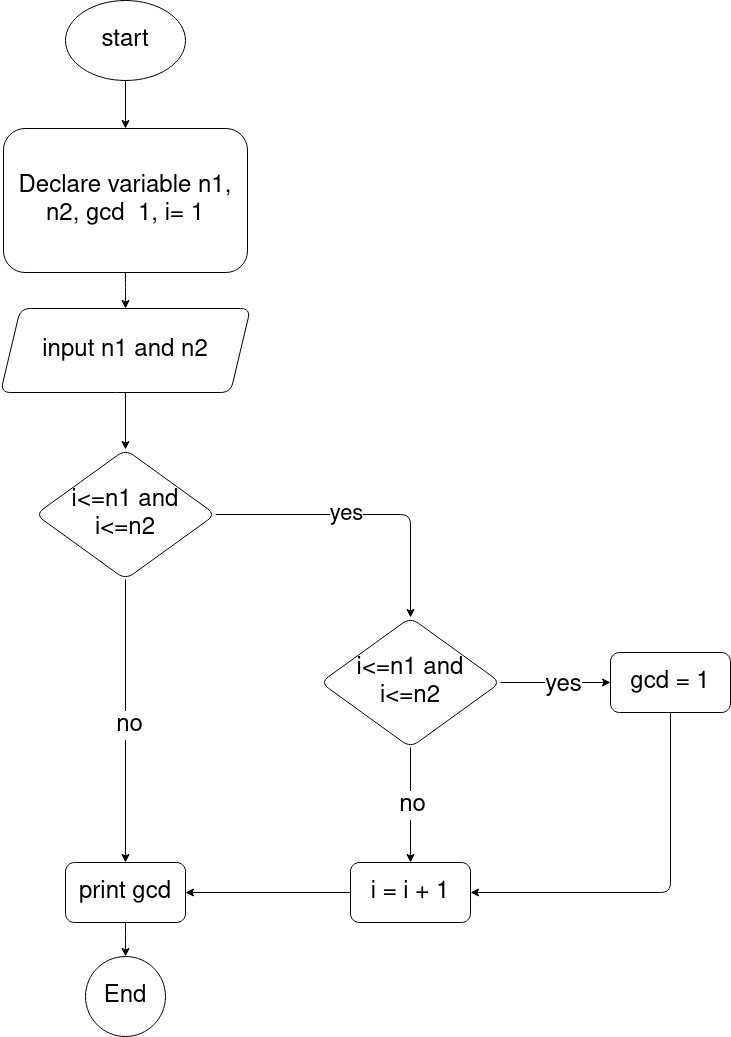 start
Declare variable n1,
n2, gcd  1, i= 1
input n1 and n2
i<=n1 and
i<=n2
yes
i<=n1 and
i<=n2
yes
gcd = 1
no
no
print gcd
i = i + 1
End